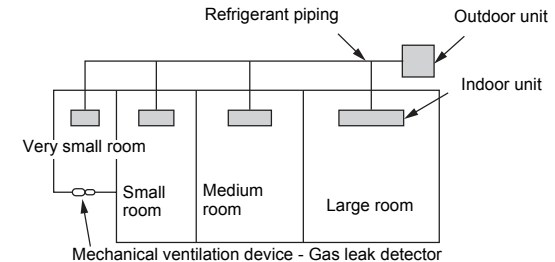 Refrigerant piping
Outdoor unit
Indoor unit
Very small room
Small
room
Medium
room
Large room
Mechanical ventilation device - Gas leak detector